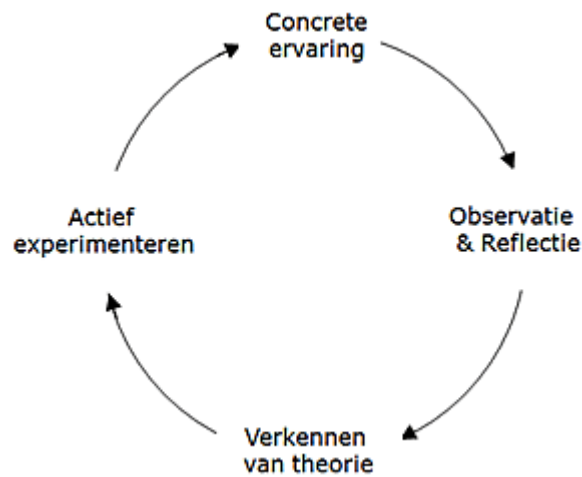 Concrete
ervaring
Observatie
& Reflectie
Verkennen
van theorie
Actief
experimenteren